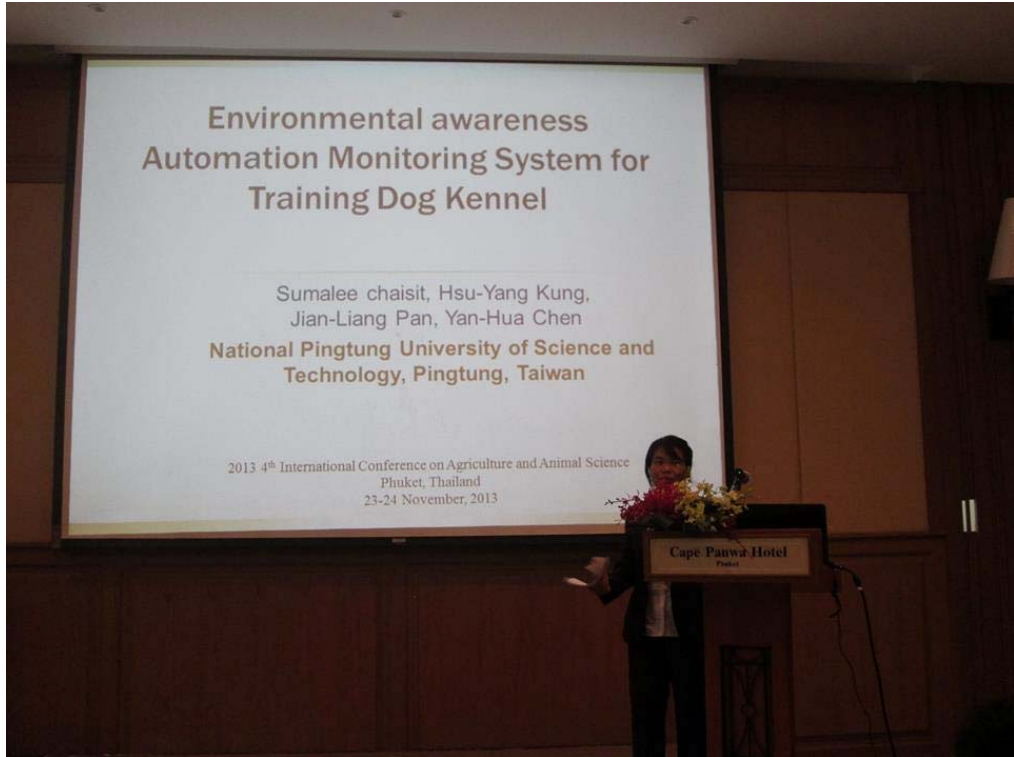 Environmental awareness
Automation Monitoring System for
Training Dog Kennel
Sumalee chaisit, Hsu-Yang Kung,
Jian-Liang Pan, Yan-Hua Chen
National Pingtung University of Science and
Technology, Pingtung, Taiwan
2013 4th International Conference on Agriculture and Animal Science
Phuket, Thailand
23-24 November, 2013
Cape Panwa Hotel
Phuket